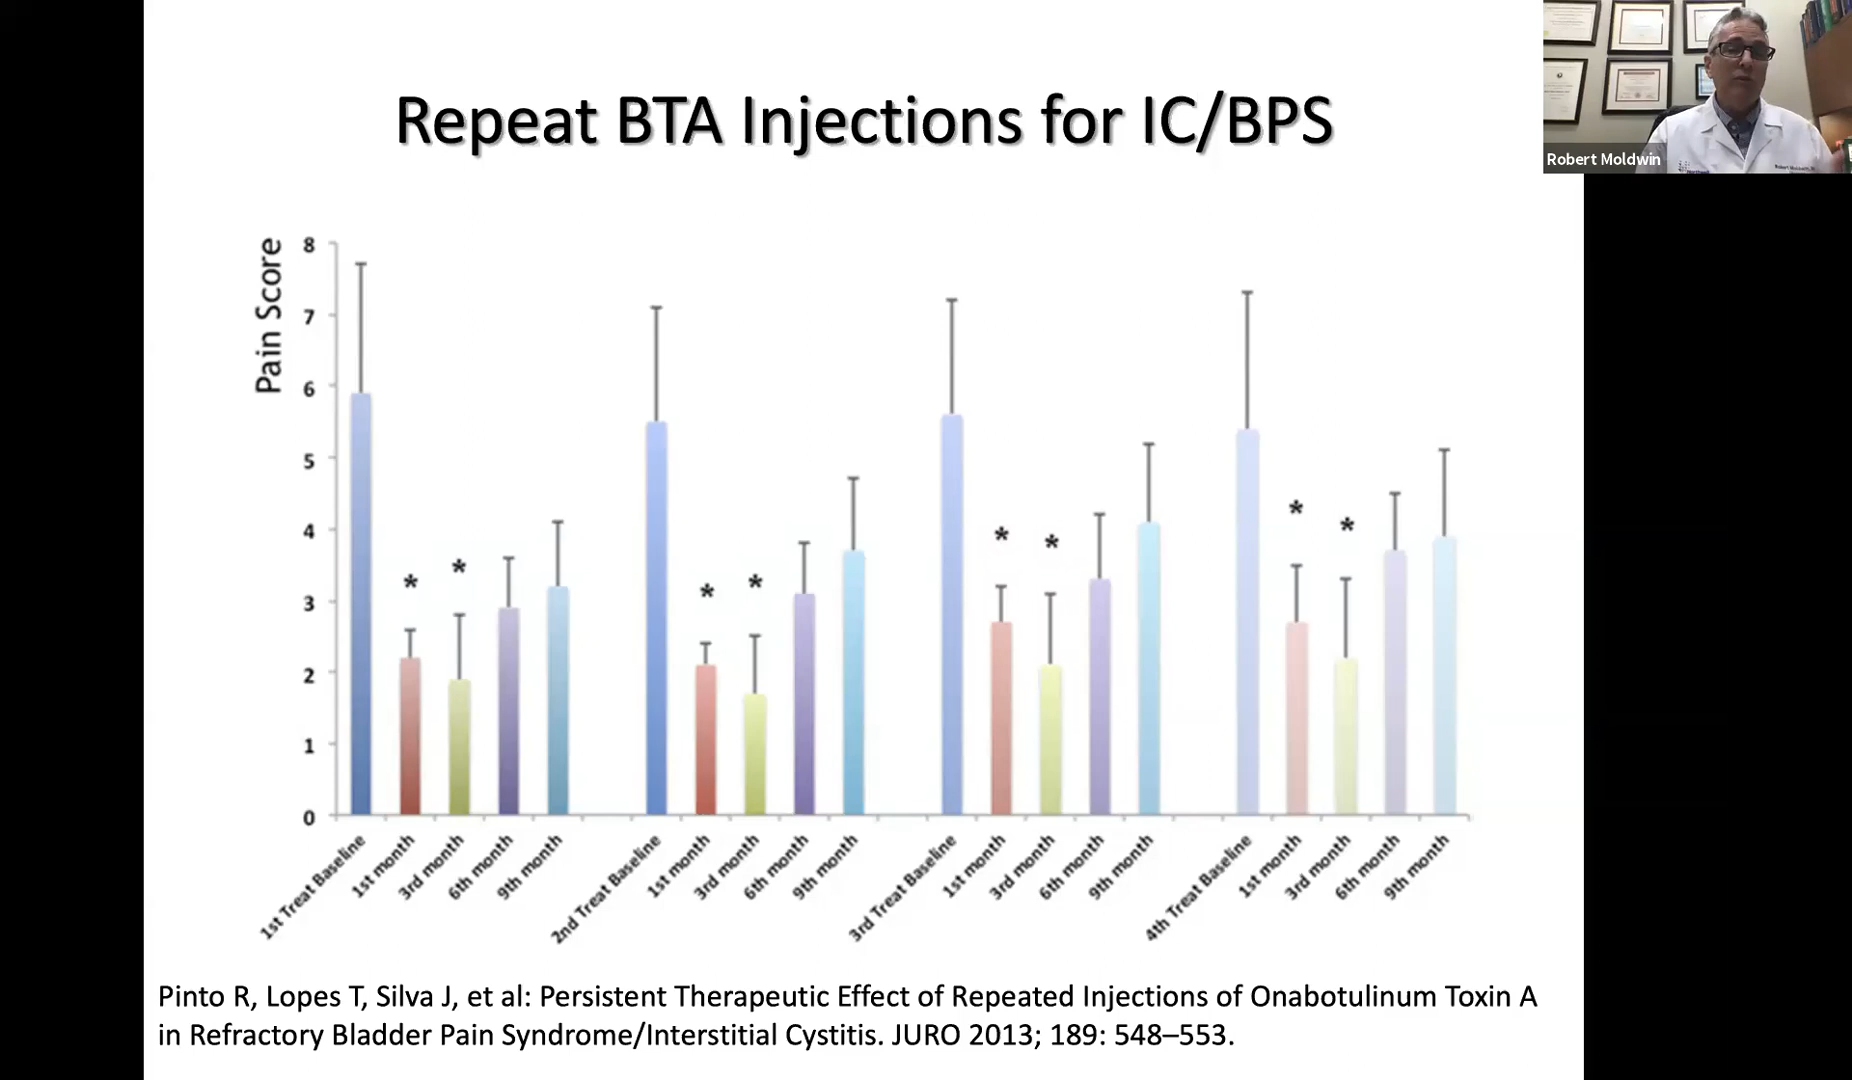 Repeat BTA Injections for IC/BPS
Robert Moldwin
Pain Score
8
7
6
5
4
3
2
1
0
* * * * * * * *
1st Treat Baseline
1st month
3rd month
6th month
9th month
2nd Treat Baseline
1st month
3rd month
6th month
9th month
3rd Treat Baseline
1st month
3rd month
6th month
9th month
4th Treat Baseline
1st month
3rd month
6th month
9th month
Pinto R, Lopes T, Silva J, et al: Persistent Therapeutic Effect of Repeated Injections of Onabotulinum Toxin A
in Refractory Bladder Pain Syndrome/Interstitial Cystitis. JURO 2013; 189: 548–553.